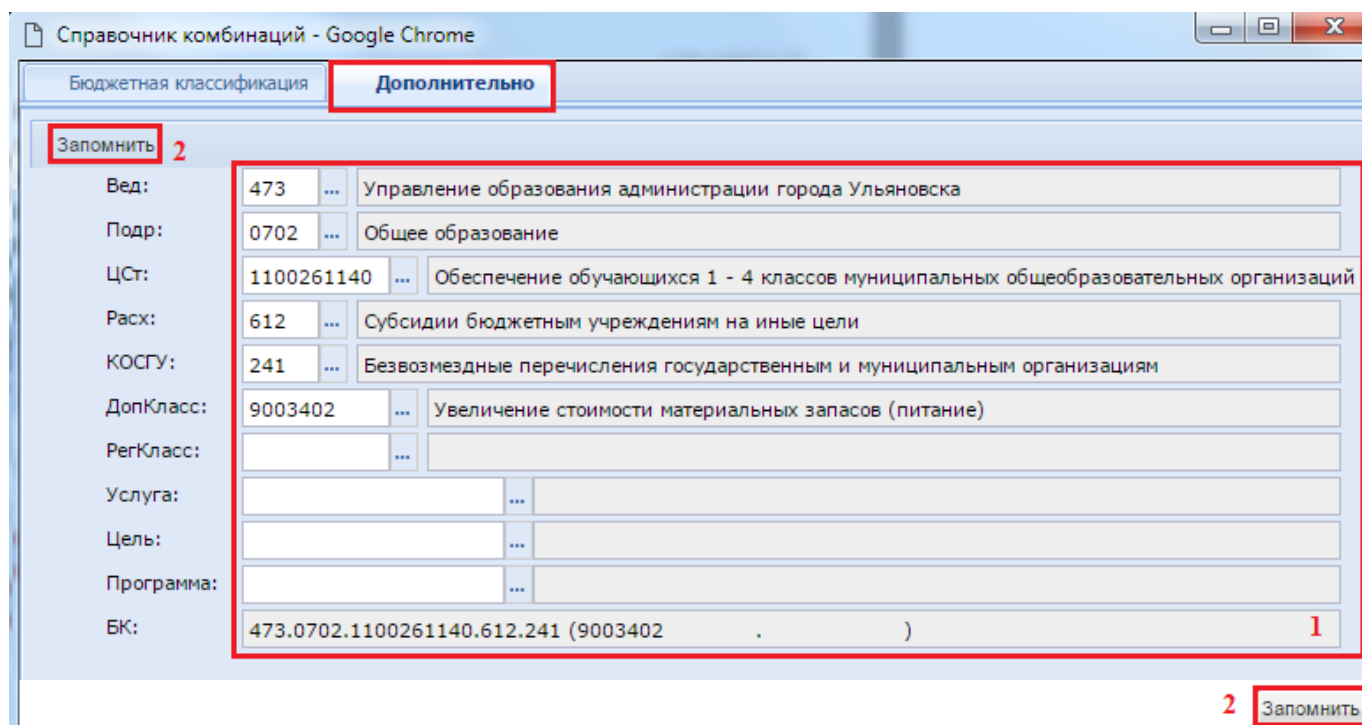 Справочник комбинаций - Google Chrome
Бюджетная классификация Дополнительно
Запомнить 2
Вед: 473 ... Управление образования администрации города Ульяновска
Подр: 0702 ... Общее образование
ЦСт: 1100261140 ... Обеспечение обучающихся 1 - 4 классов муниципальных общеобразовательных организаций
Расх: 612 ... Субсидии бюджетным учреждениям на иные цели
КОСГУ: 241 ... Безвозмездные перечисления государственным и муниципальным организациям
ДопКласс: 9003402 ... Увеличение стоимости материальных запасов (питание)
РегКласс: ...
Услуга: ...
Цель: ...
Программа: ...
БК: 473.0702.1100261140.612.241 (9003402 . ) 1
2 Запомнить